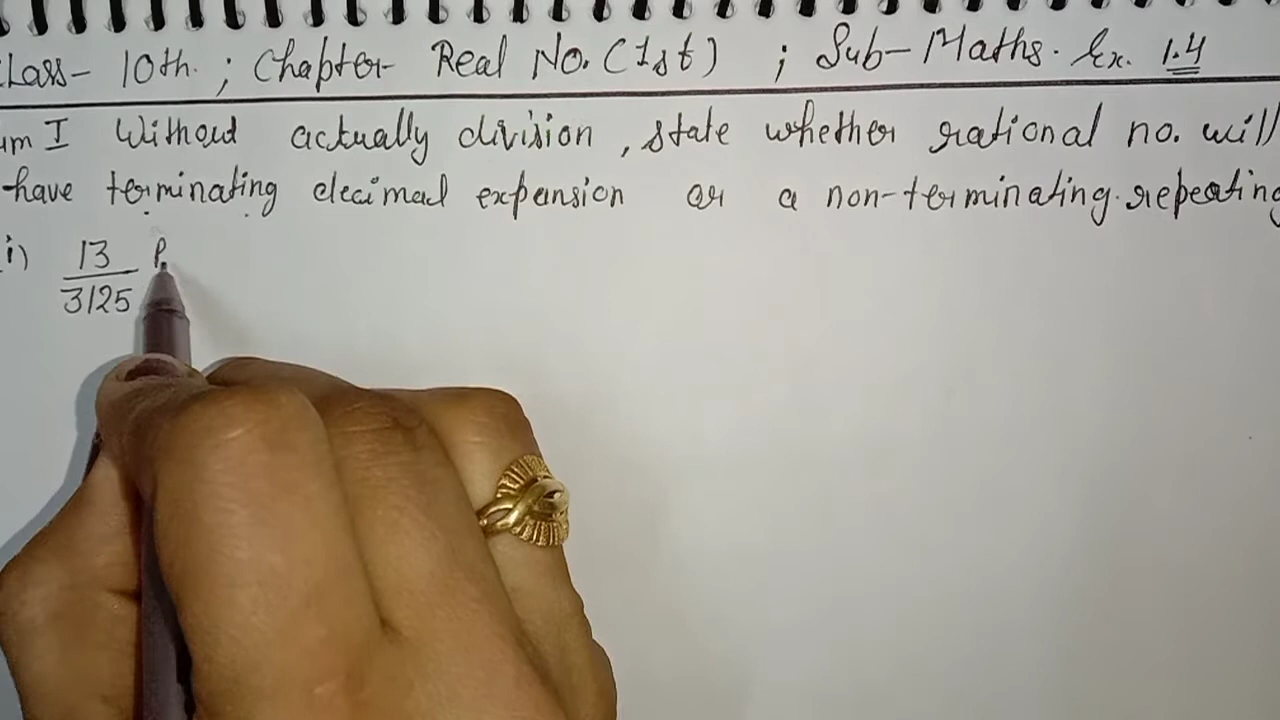 Class- 10th. ; Chapter- Real No. (1st) ; Sub- Maths. Ex. 1.4
um I Without actually division, state whether rational no. will
have terminating decimal expansion or a non-terminating. repeating
i) 13 P
3125